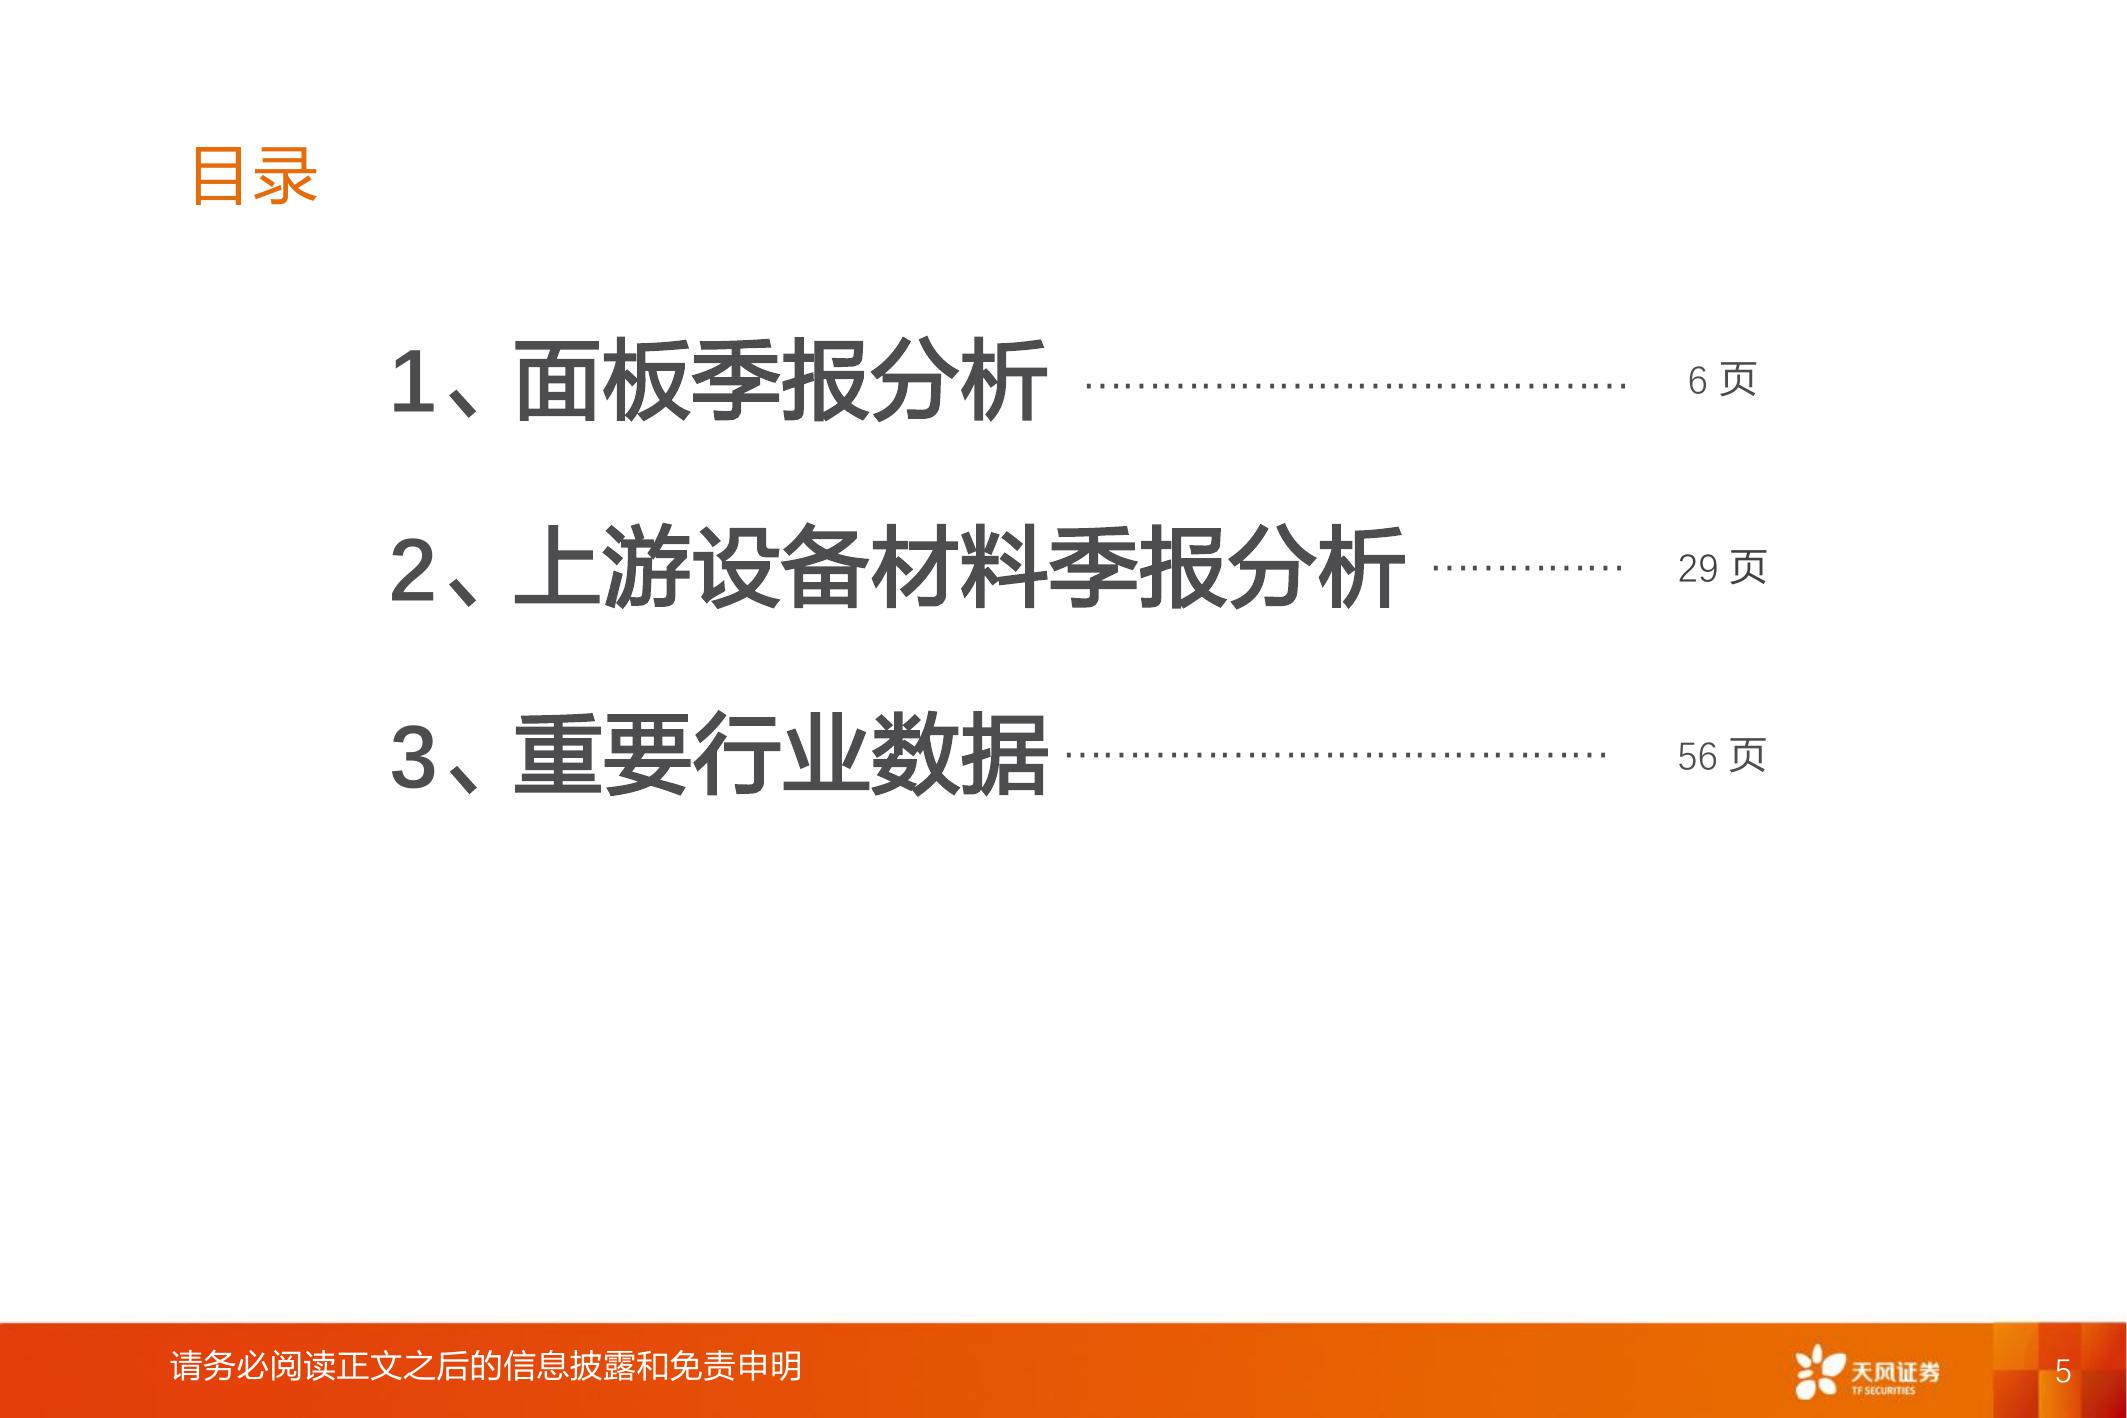 目录
1、面板季报分析 ⋯⋯⋯⋯⋯⋯⋯⋯⋯⋯⋯⋯⋯⋯ 6 页
2、上游设备材料季报分析 ⋯⋯⋯⋯⋯ 29 页
3、重要行业数据 ⋯⋯⋯⋯⋯⋯⋯⋯⋯⋯⋯⋯⋯⋯ 56 页
请务必阅读正文之后的信息披露和免责申明
天风证券
TF SECURITIES
5